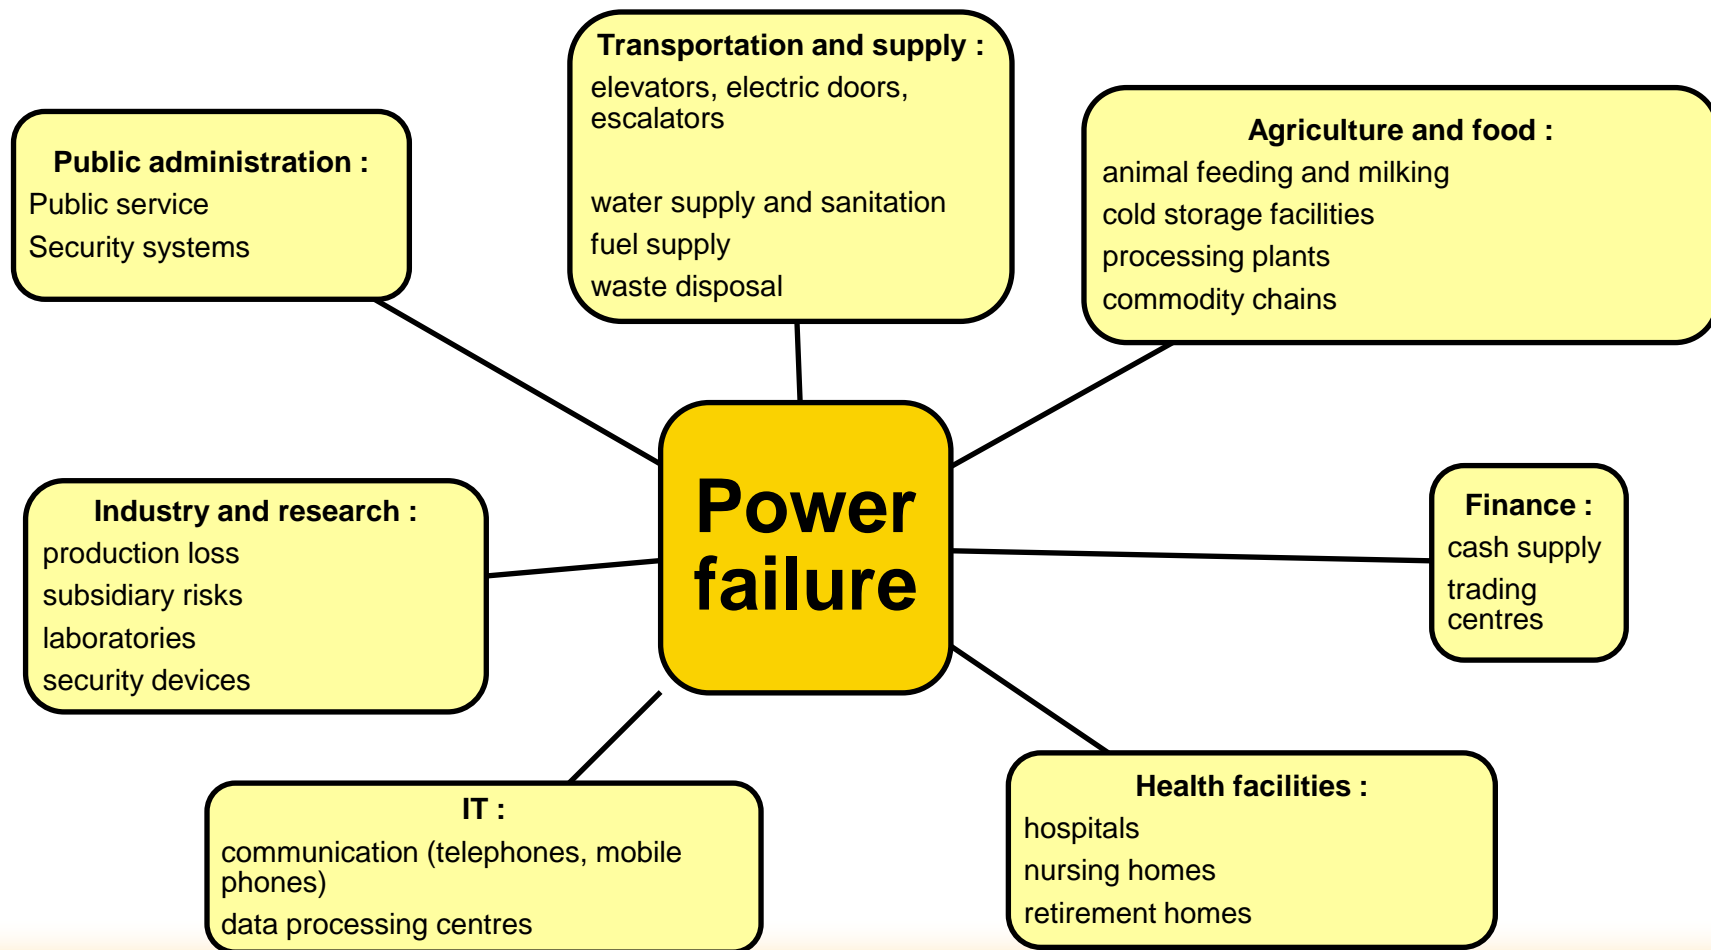 Transportation and supply :
elevators, electric doors,
escalators
water supply and sanitation
fuel supply
waste disposal
Public administration :
Public service
Security systems
Agriculture and food :
animal feeding and milking
cold storage facilities
processing plants
commodity chains
Power
failure
Industry and research :
production loss
subsidiary risks
laboratories
security devices
Finance :
cash supply
trading
centres
IT :
communication (telephones, mobile
phones)
data processing centres
Health facilities :
hospitals
nursing homes
retirement homes